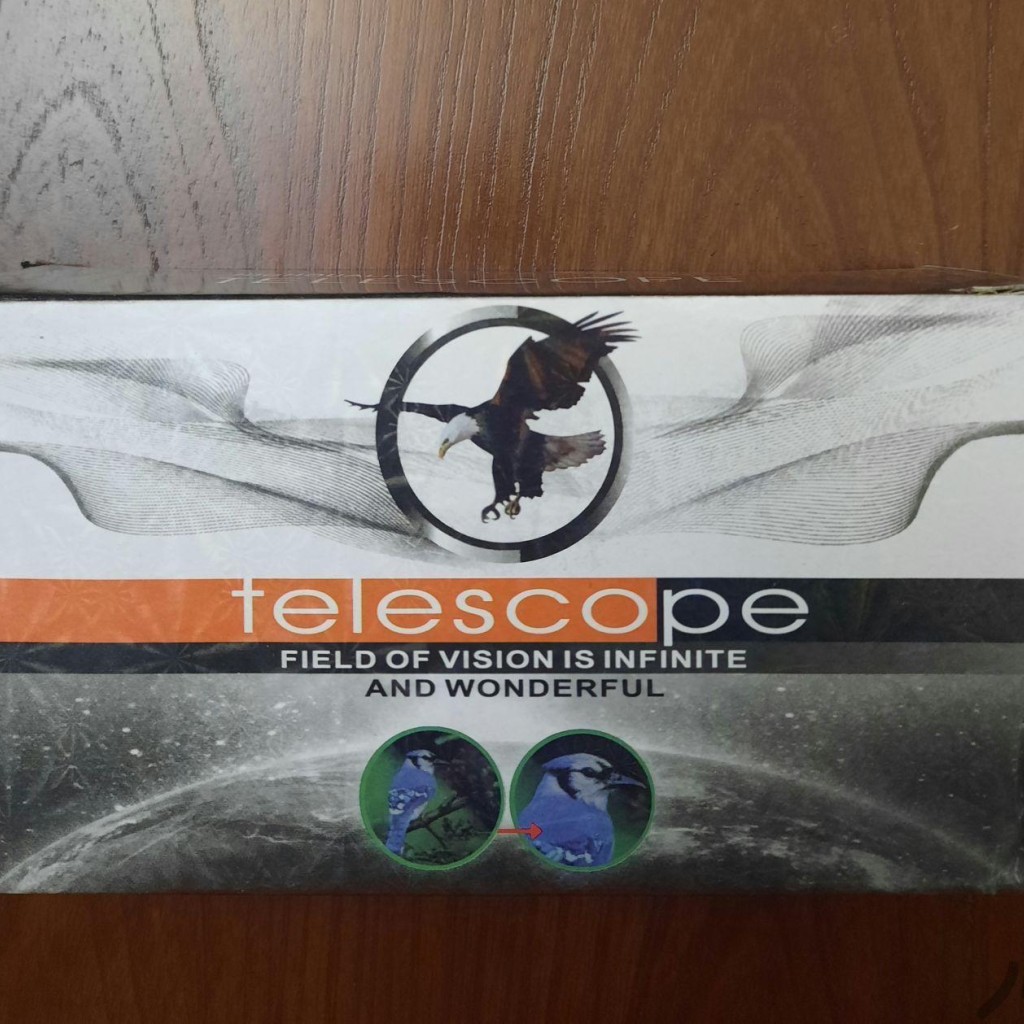 telescope
FIELD OF VISION IS INFINITE
AND WONDERFUL